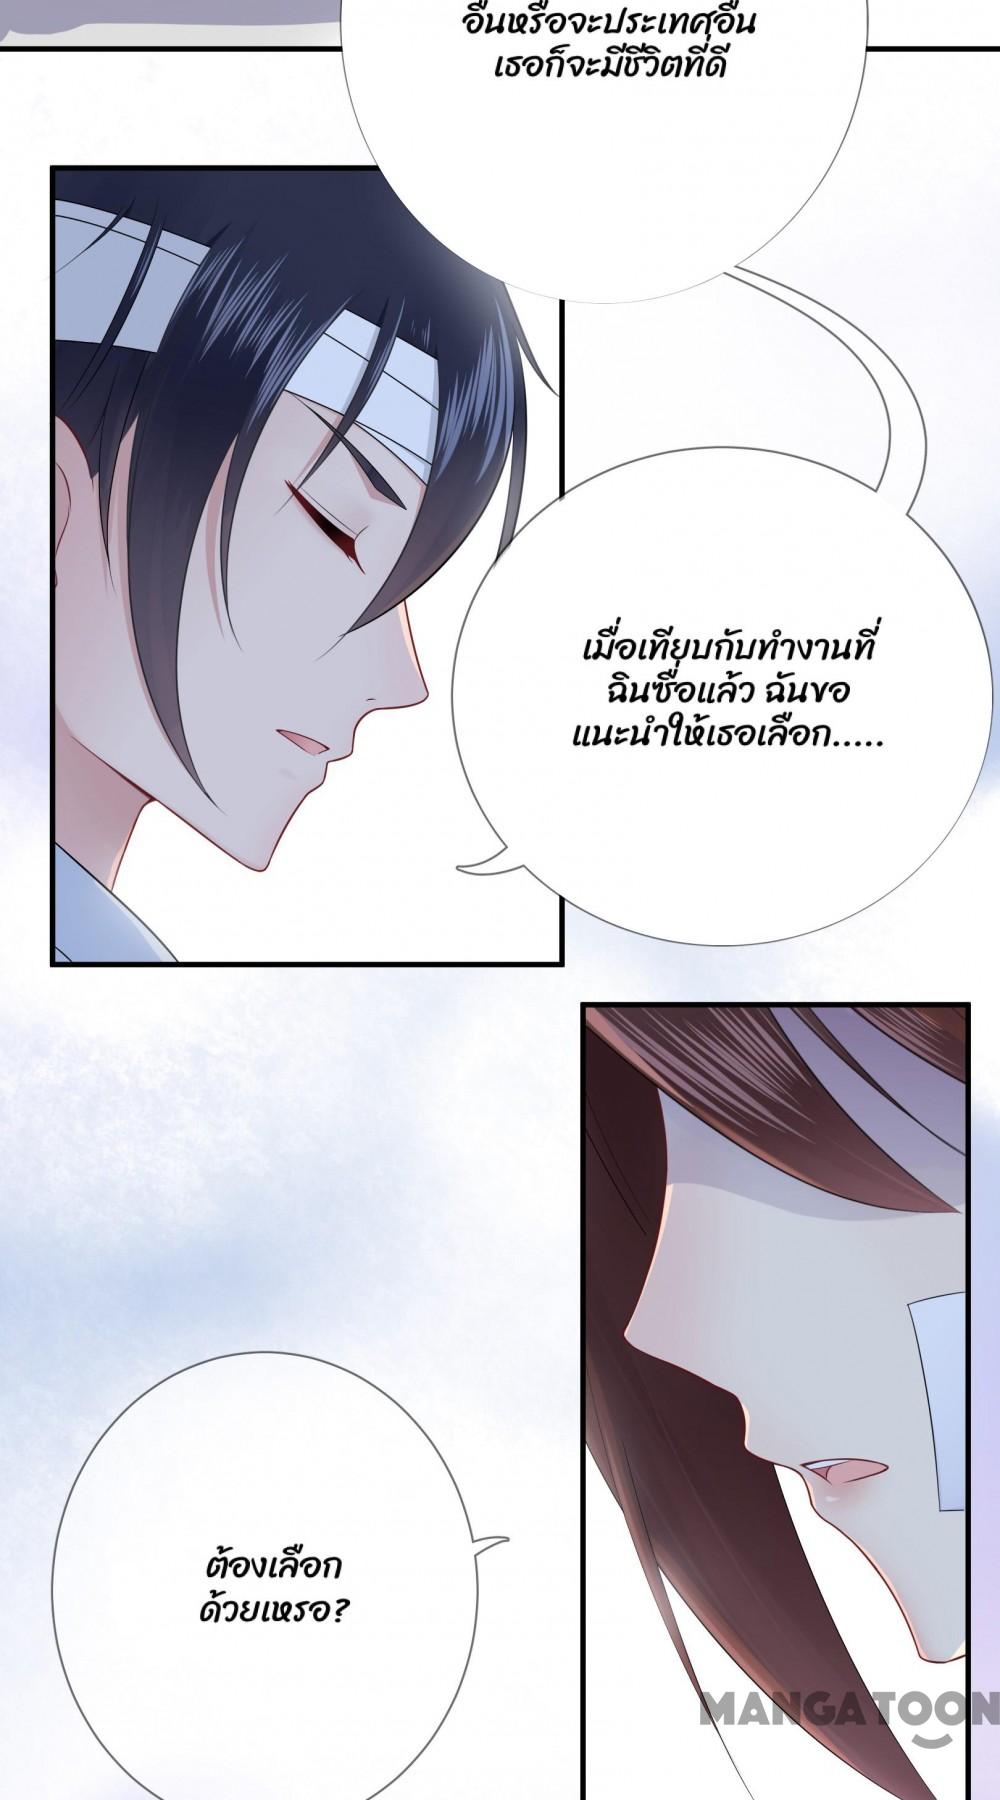 อื่นหรือจะประเทศอื่น
เธอก็จะมีชีวิตที่ดี
เมื่อเทียบกับทำงานที่
ฉินซื่อแล้ว ฉันขอ
แนะนำให้เธอเลือก.....
ต้องเลือก
ด้วยเหรอ?
MANGATOON